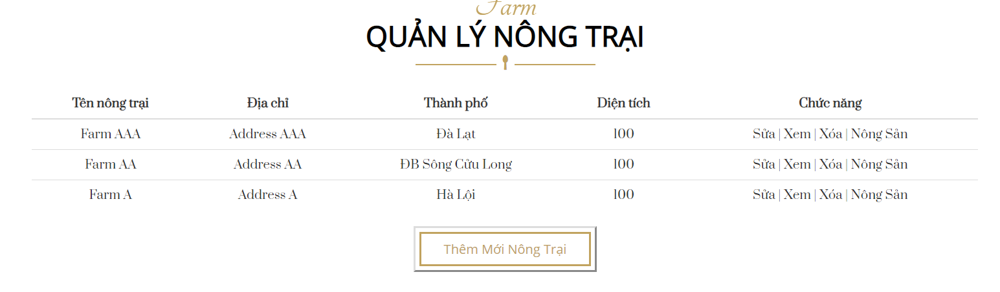 Farm
QUẢN LÝ NÔNG TRẠI
Tên nông trại Địa chỉ Thành phố Diện tích Chức năng
Farm AAA Address AAA Đà Lạt 100 Sửa | Xem | Xóa | Nông Sản
Farm AA Address AA ĐB Sông Cửu Long 100 Sửa | Xem | Xóa | Nông Sản
Farm A Address A Hà Lội 100 Sửa | Xem | Xóa | Nông Sản
Thêm Mới Nông Trại